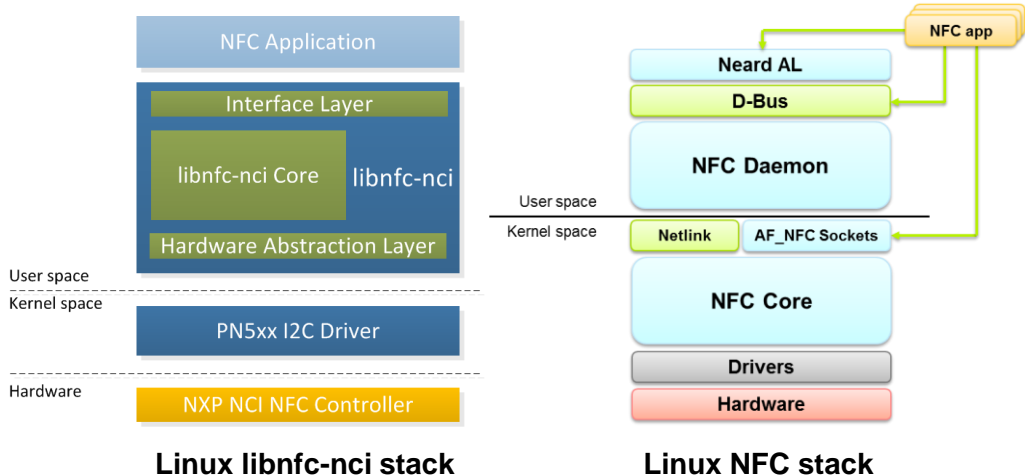 NFC Application
Interface Layer
libnfc-nci Core
libnfc-nci
Hardware Abstraction Layer
User space
Kernel space
PN5xx I2C Driver
Hardware
NXP NCI NFC Controller
Linux libnfc-nci stack
NFC app
Neard AL
D-Bus
NFC Daemon
User space
Kernel space
Netlink
AF_NFC Sockets
NFC Core
Drivers
Hardware
Linux NFC stack